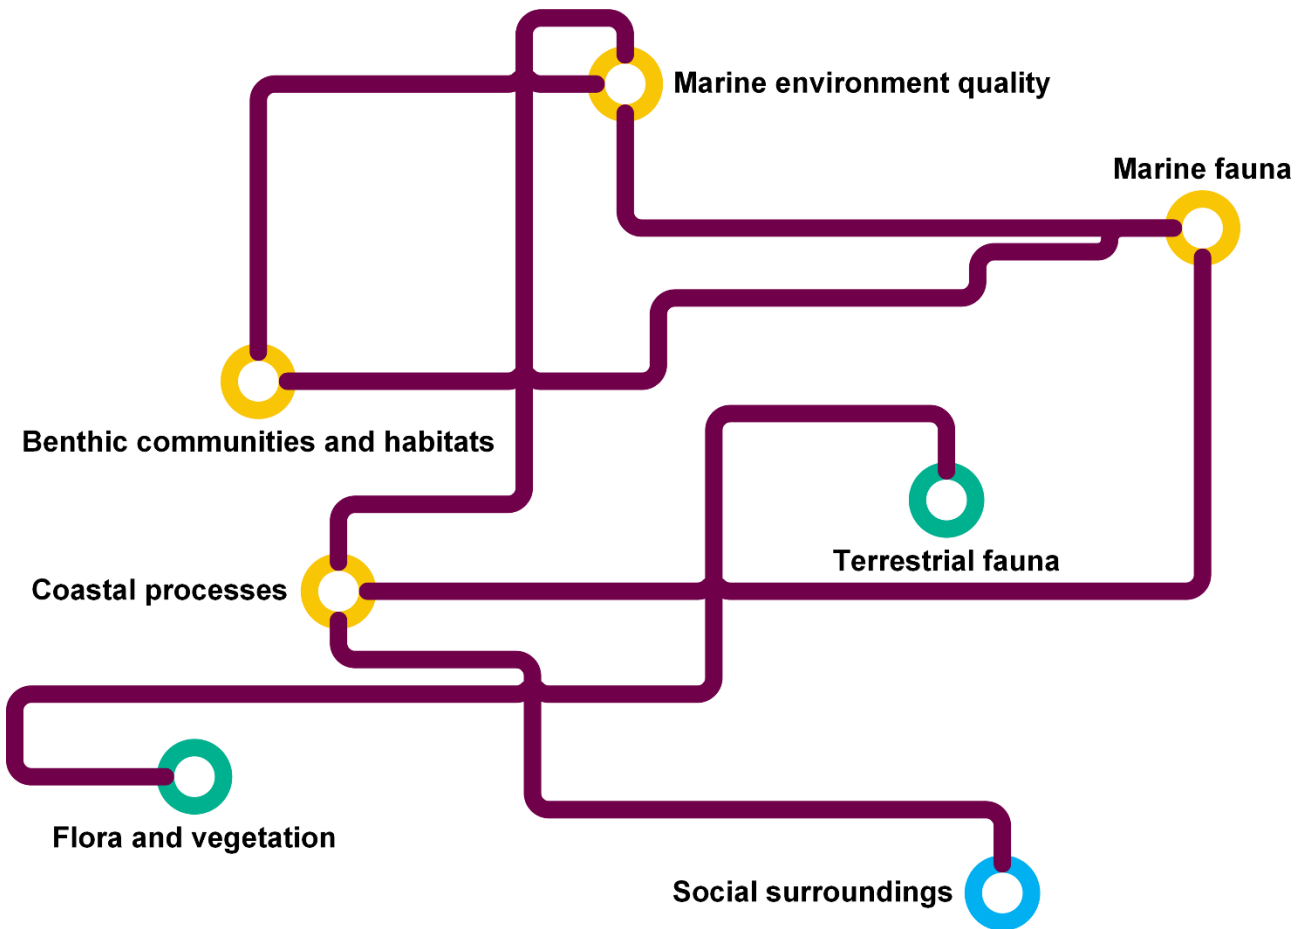 Marine environment quality
Marine fauna
Benthic communities and habitats
Terrestrial fauna
Coastal processes
Flora and vegetation
Social surroundings